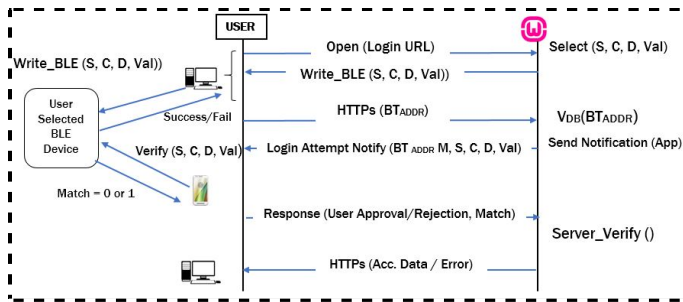 USER
Open (Login URL)
Select (S, C, D, Val)
Write_BLE (S, C, D, Val))
Write_BLE (S, C, D, Val))
User
Selected
BLE
Device
Success/Fail
HTTPs (BTADDR)
VDB(BTADDR)
Verify (S, C, D, Val)
Login Attempt Notify (BT ADDR M, S, C, D, Val)
Send Notification (App)
Match = 0 or 1
Response (User Approval/Rejection, Match)
Server_Verify ()
HTTPs (Acc. Data / Error)